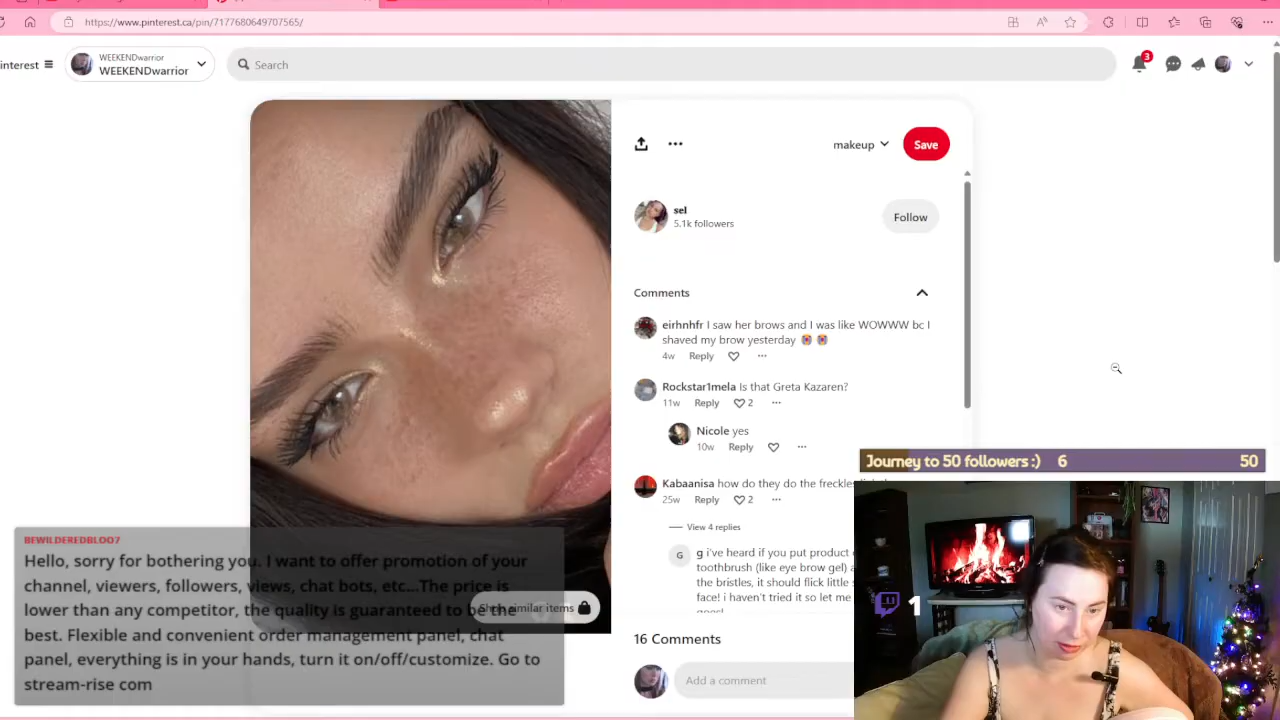 https://www.pinterest.ca/pin/7177680649707565/
interest
WEEKENDwarrior
WEEKENDwarrior
Search
3
makeup
Save
sel
5.1k followers
Follow
Comments
eirhnhfr I saw her brows and I was like WOWWW bc I
shaved my brow yesterday
4w Reply
Rockstar1mela Is that Greta Kazaren?
11w Reply 2
Nicole yes
10w Reply
Journey to 50 followers :) 6 50
Kabaanisa how do they do the freckles
25w Reply 2
View 4 replies
G
g i've heard if you put product
toothbrush (like eye brow gel) a
the bristles, it should flick little s
face! i haven't tried it so let me
16 Comments
Add a comment
BEWILDEREDBLOO7
Hello, sorry for bothering you. I want to offer promotion of your
channel, viewers, followers, views, chat bots, etc...The price is
lower than any competitor, the quality is guaranteed to be the
best. Flexible and convenient order management panel, chat
panel, everything is in your hands, turn it on/off/customize. Go to
stream-rise com
similar items
1